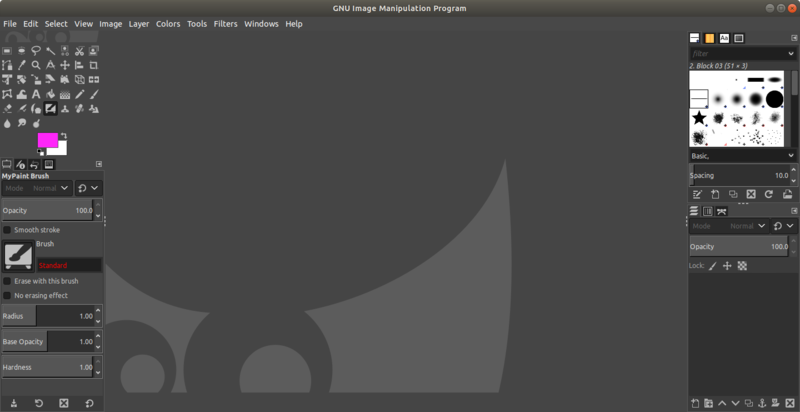 GNU Image Manipulation Program
File Edit Select View Image Layer Colors Tools Filters Windows Help
filter
2. Block 03 (51 × 3)
Basic,
Spacing 10.0
MyPaint Brush
Mode Normal
Opacity 100.0
Smooth stroke
Brush
Standard
Erase with this brush
No erasing effect
Radius 1.00
Base Opacity 1.00
Hardness 1.00
Mode Normal
Opacity 100.0
Lock: